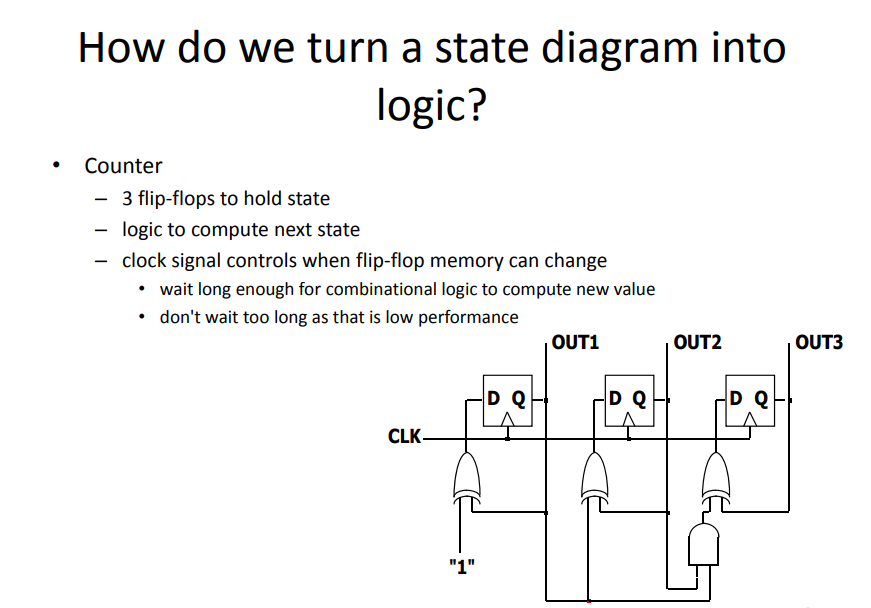 How do we turn a state diagram into
logic?
• Counter
– 3 flip-flops to hold state
– logic to compute next state
– clock signal controls when flip-flop memory can change
• wait long enough for combinational logic to compute new value
• don't wait too long as that is low performance
OUT1 OUT2 OUT3
D Q D Q D Q
CLK
"1"